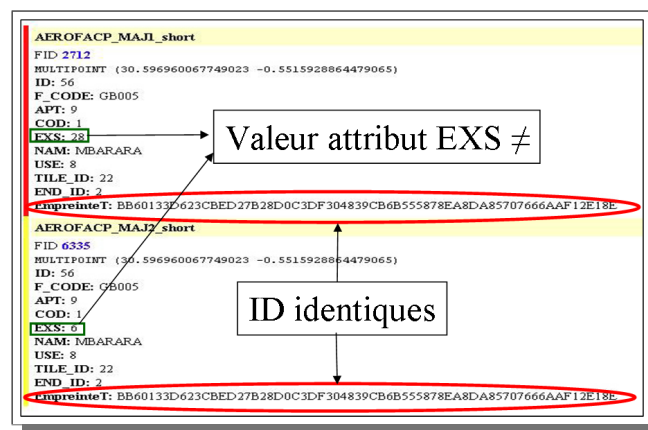 AEROFACP_MAJ1_short
FID 2712
MULTIPOINT (30.596960067749023 -0.5515928864479065)
ID: 56
F_CODE: GB005
APT: 9
COD: 1
EXS: 28
Valeur attribut EXS ≠
NAM: MBARARA
USE: 8
TILE_ID: 22
END_ID: 2
EmpreinteT: BB60133D623CBED27B28D0C3DF304839CB6B555878EA8DA85707666AAF12E18E
AEROFACP_MAJ2_short
FID 6335
MULTIPOINT (30.596960067749023 -0.5515928864479065)
ID: 56
F_CODE: GB005
APT: 9
COD: 1
ID identiques
EXS: 6
NAM: MBARARA
USE: 8
TILE_ID: 22
END_ID: 2
EmpreinteT: BB60133D623CBED27B28D0C3DF304839CB6B555878EA8DA85707666AAF12E18E